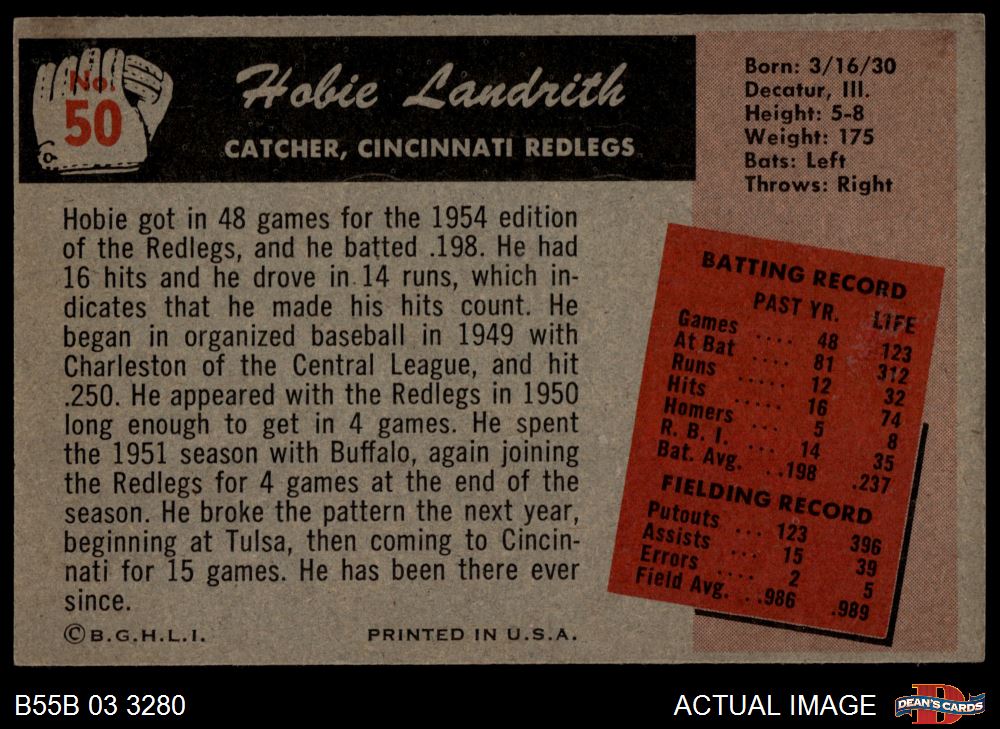 No.
50
Hobie Landrith
CATCHER, CINCINNATI REDLEGS
Born: 3/16/30
Decatur, Ill.
Height: 5-8
Weight: 175
Bats: Left
Throws: Right
Hobie got in 48 games for the 1954 edition
of the Redlegs, and he batted .198. He had
16 hits and he drove in 14 runs, which in-
dicates that he made his hits count. He
began in organized baseball in 1949 with
Charleston of the Central League, and hit
.250. He appeared with the Redlegs in 1950
long enough to get in 4 games. He spent
the 1951 season with Buffalo, again joining
the Redlegs for 4 games at the end of the
season. He broke the pattern the next year,
beginning at Tulsa, then coming to Cincin-
nati for 15 games. He has been there ever
since.
BATTING RECORD
PAST YR. LIFE
Games .... 48 123
At Bat .... 81 312
Runs ..... 12 32
Hits ..... 16 74
Homers .... 5 8
R. B. I. .... 14 35
Bat. Avg. ..198 .237
FIELDING RECORD
Putouts ... 123 396
Assists ... 15 39
Errors .... 2 5
Field Avg. ..986 .989
© B.G.H.L.I. PRINTED IN U.S.A.
B55B 03 3280 ACTUAL IMAGE DEAN'S CARDS